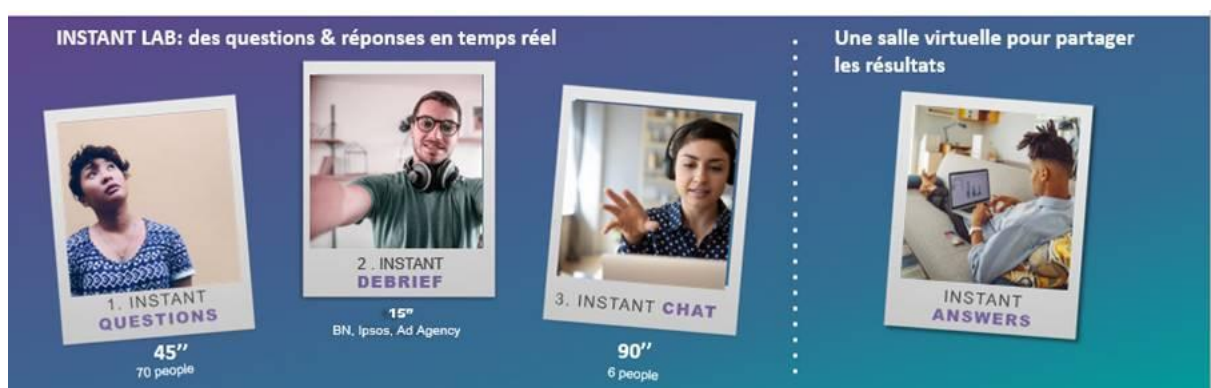 INSTANT LAB: des questions & réponses en temps réel
1. INSTANT
QUESTIONS
45’’
70 people
2 . INSTANT
DEBRIEF
15”
BN, Ipsos, Ad Agency
3. INSTANT CHAT
90’’
6 people
Une salle virtuelle pour partager
les résultats
INSTANT
ANSWERS